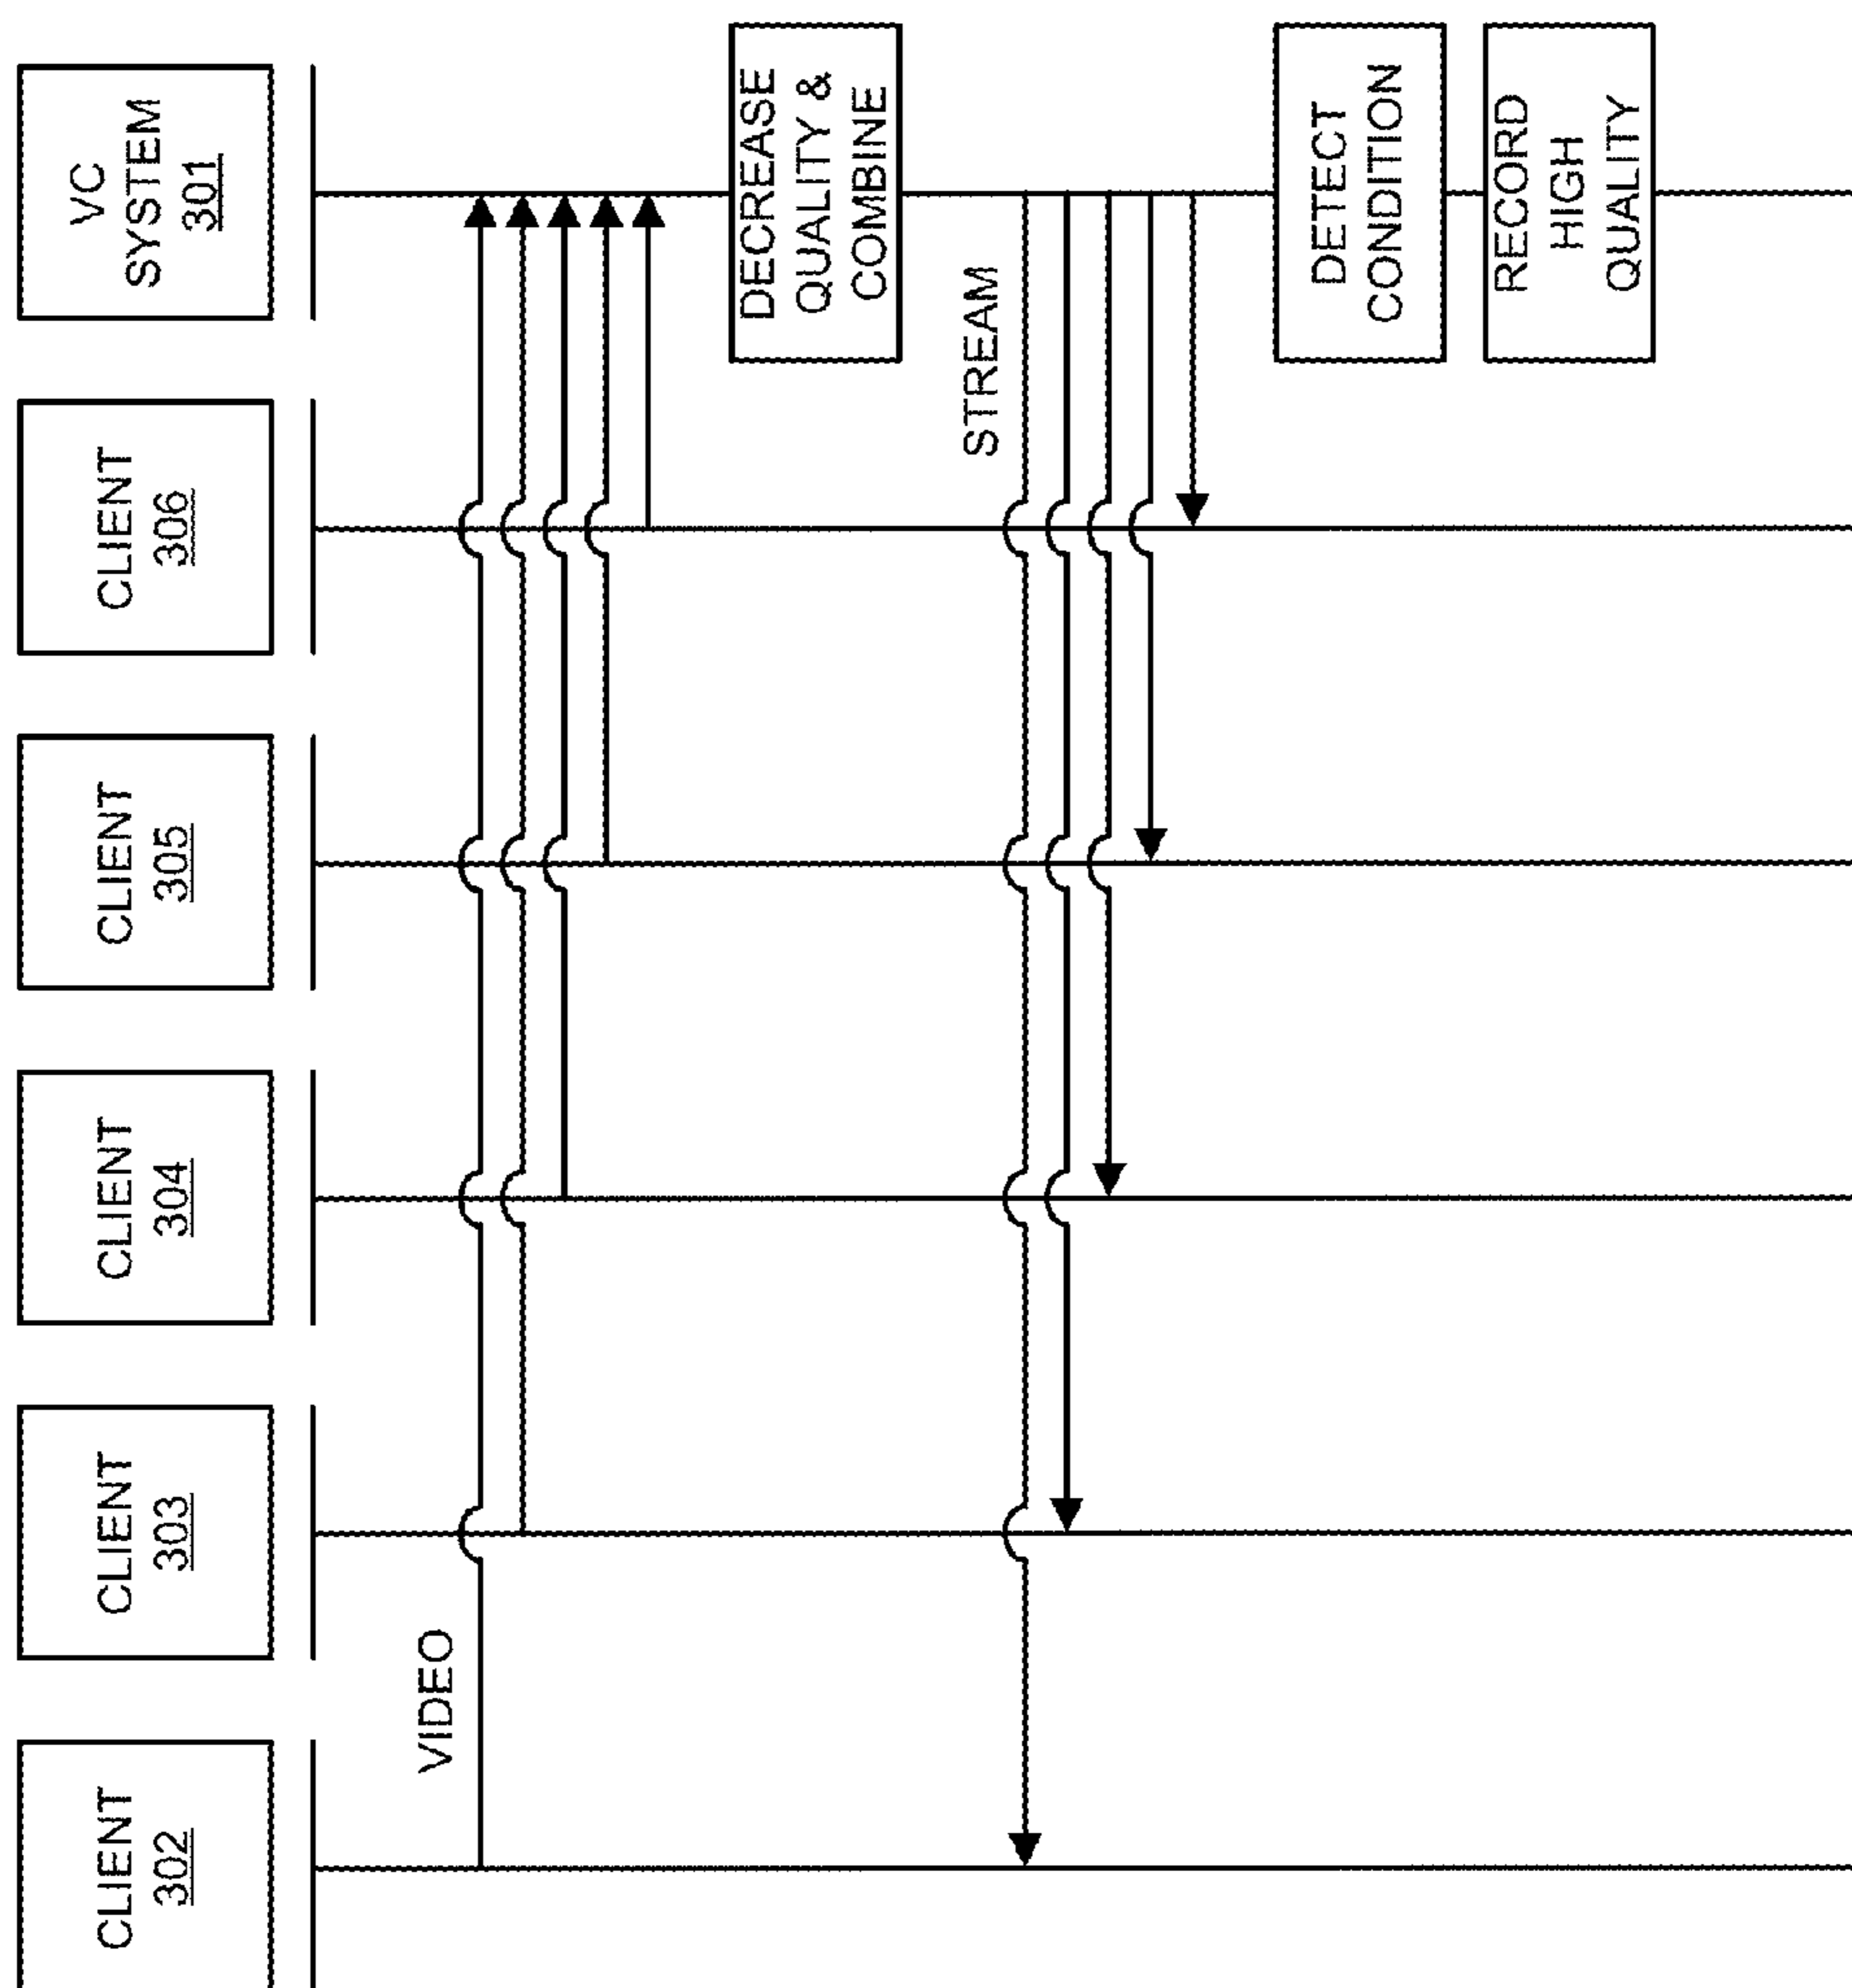 CLIENT
302
CLIENT
303
CLIENT
304
CLIENT
305
CLIENT
306
VC
SYSTEM
301
VIDEO
DECREASE
QUALITY &
COMBINE
STREAM
DETECT
CONDITION
RECORD
HIGH
QUALITY